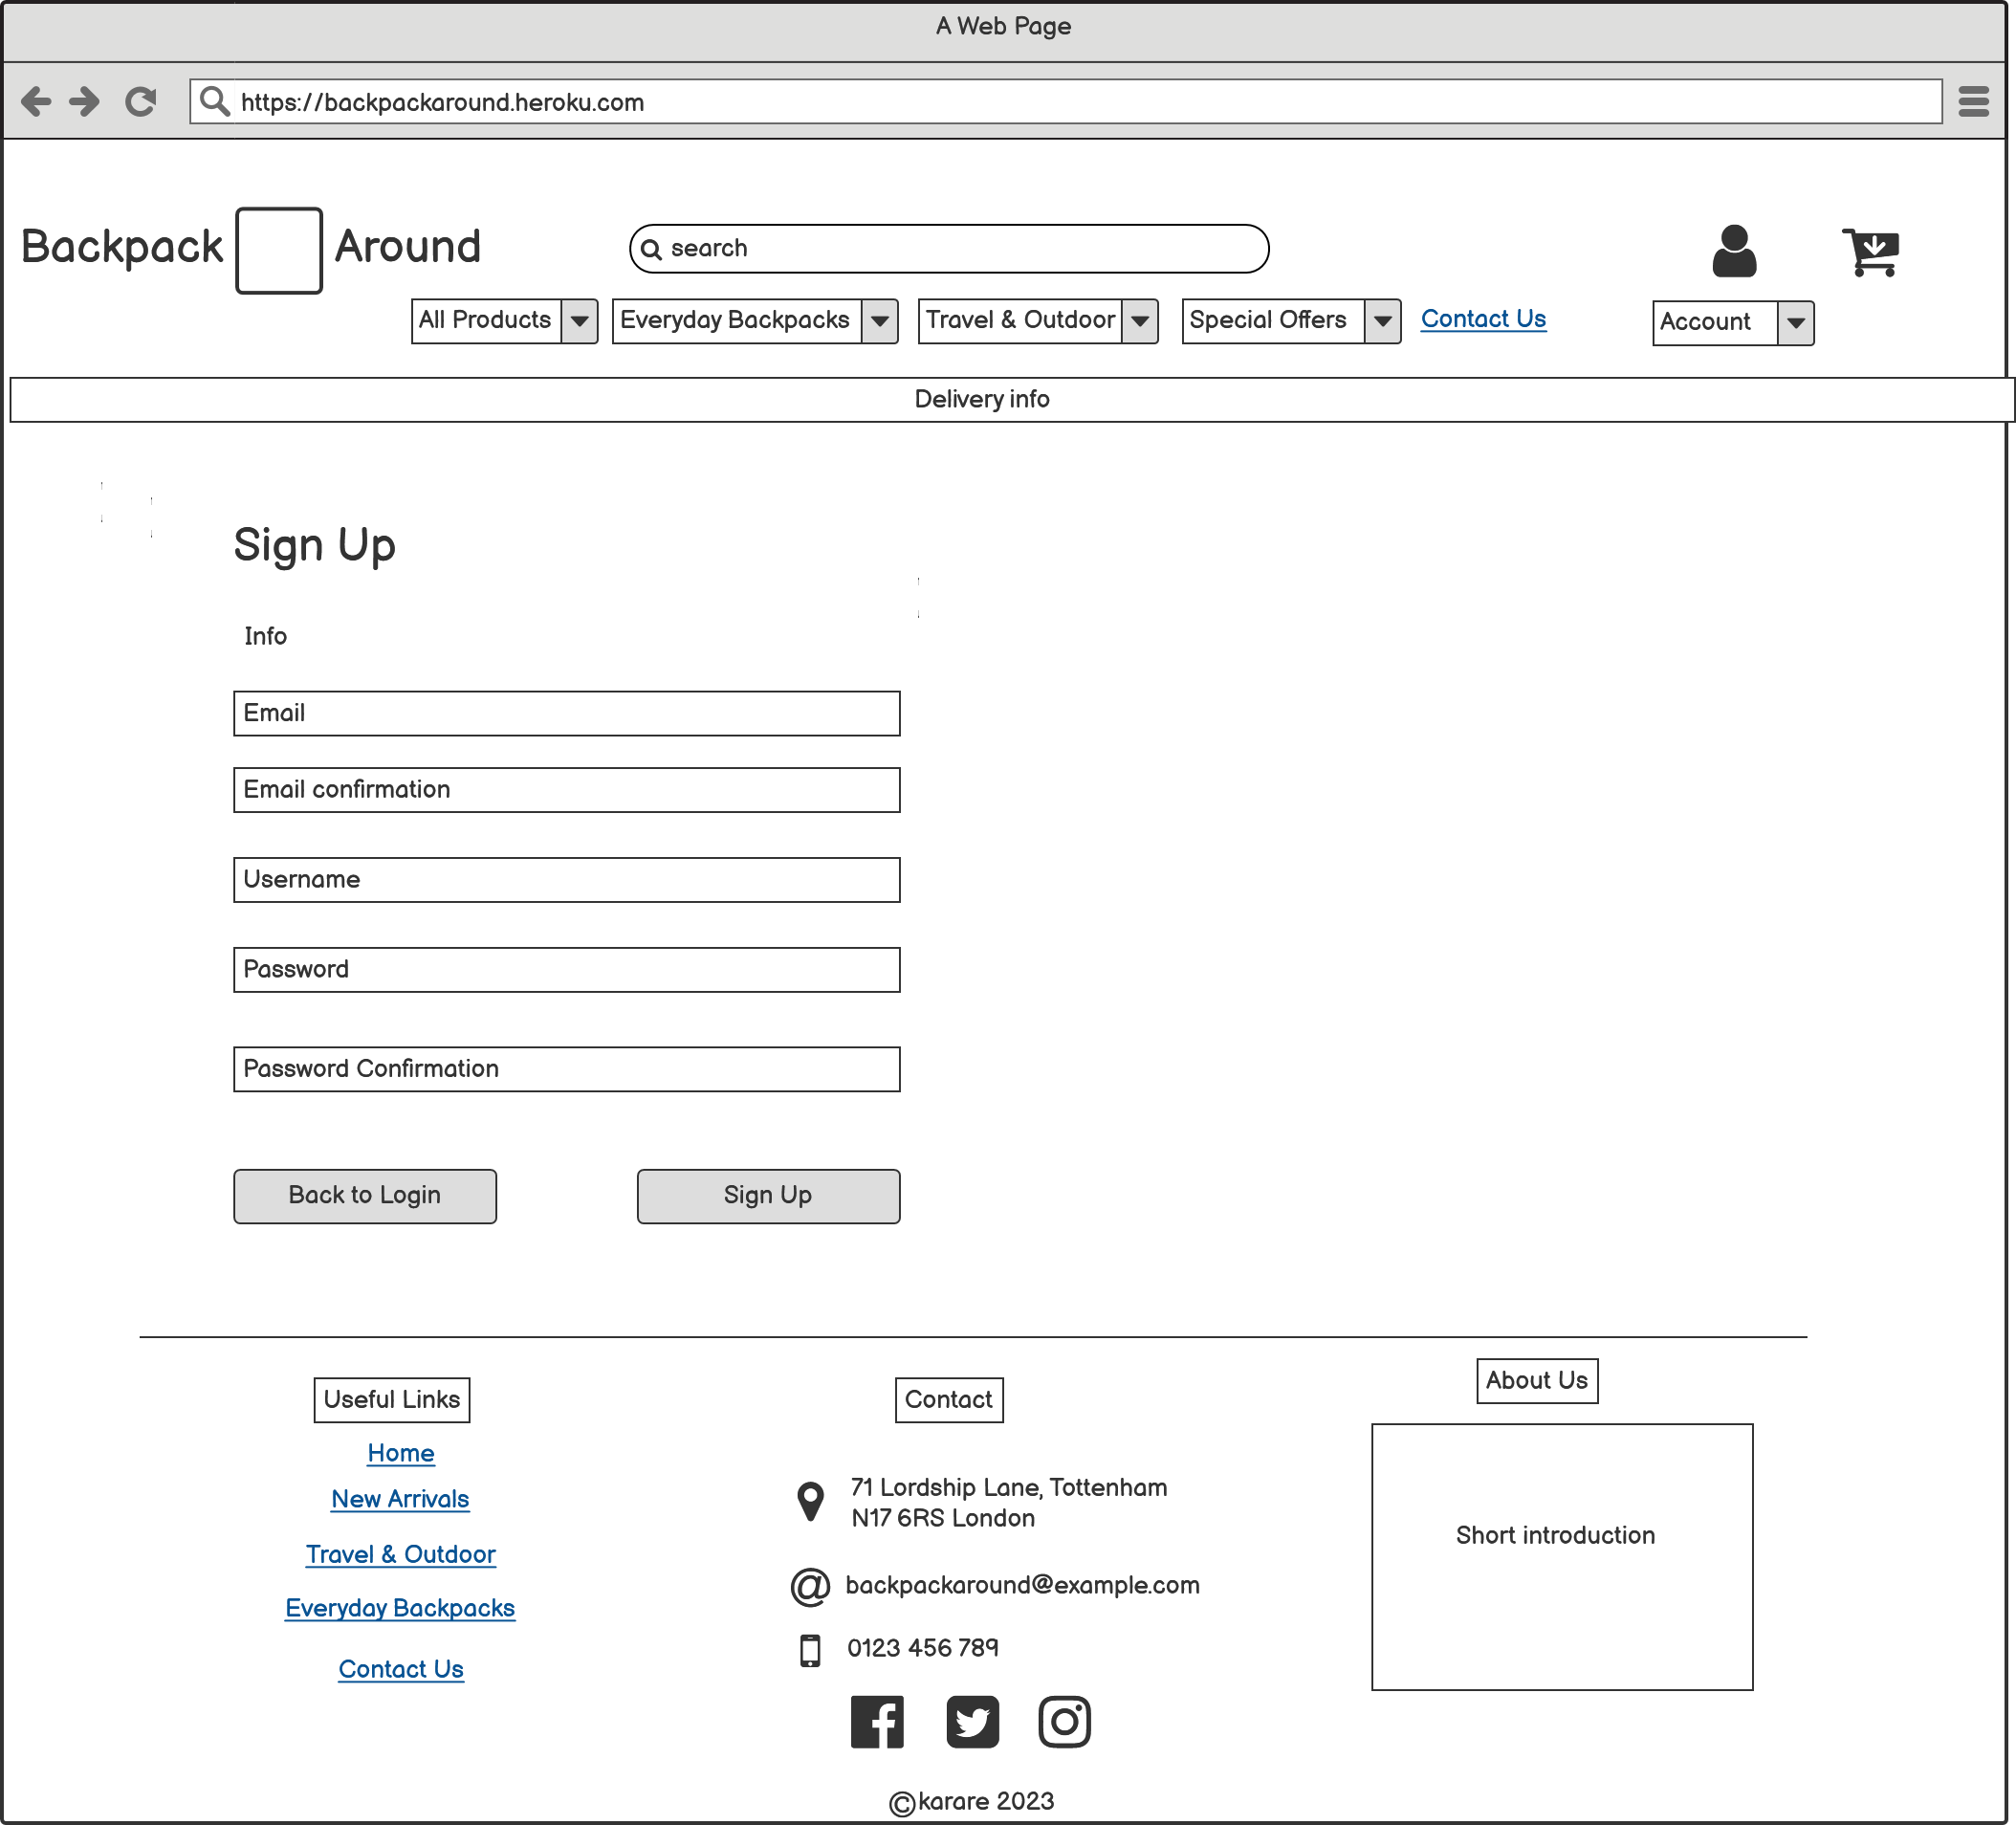 A Web Page
https://backpackaround.heroku.com
Backpack Around
search
All Products
Everyday Backpacks
Travel & Outdoor
Special Offers
Contact Us
Account
Delivery info
Sign Up
Info
Email
Email confirmation
Username
Password
Password Confirmation
Back to Login
Sign Up
Useful Links
Home
New Arrivals
Travel & Outdoor
Everyday Backpacks
Contact Us
Contact
71 Lordship Lane, Tottenham
N17 6RS London
@ backpackaround@example.com
0123 456 789
©karare 2023
About Us
Short introduction